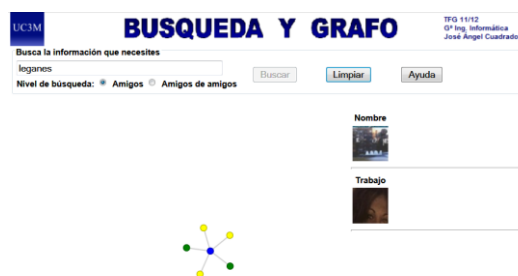 UC3M
BUSQUEDA Y GRAFO
TFG 11/12
Gº Ing. Informática
José Ángel Cuadrado
Busca la información que necesites
leganes
Nivel de búsqueda: Amigos Amigos de amigos
Buscar
Limpiar
Ayuda
Nombre
Trabajo